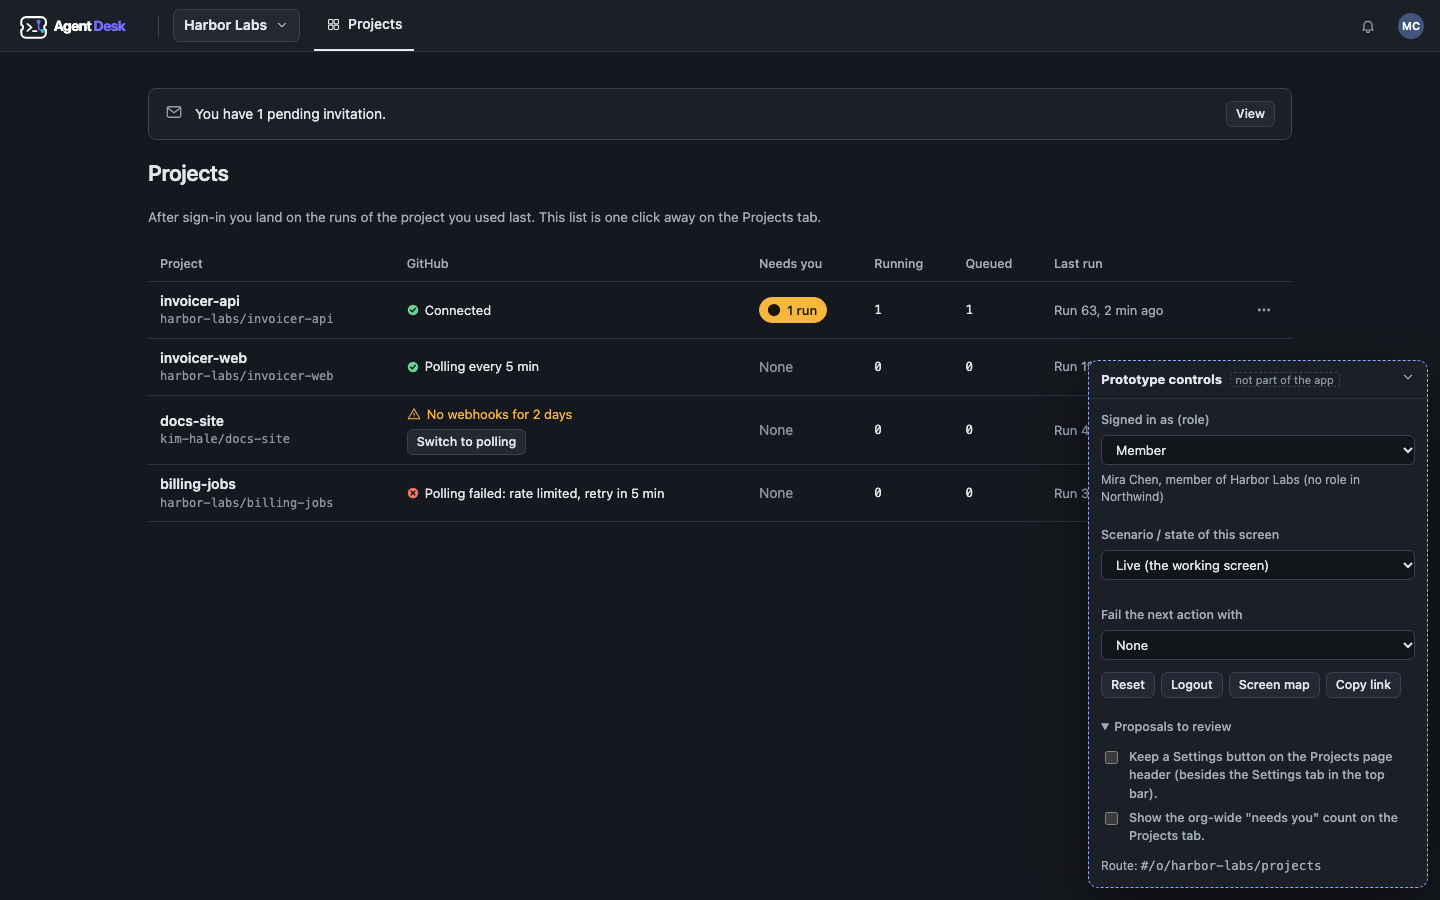 AgentDesk
Harbor Labs
Projects
MC
You have 1 pending invitation.
View
Projects
After sign-in you land on the runs of the project you used last. This list is one click away on the Projects tab.
Project GitHub Needs you Running Queued Last run
invoicer-api
harbor-labs/invoicer-api
Connected
1 run
1
1
Run 63, 2 min ago
invoicer-web
harbor-labs/invoicer-web
Polling every 5 min
None
0
0
Run
docs-site
kim-hale/docs-site
No webhooks for 2 days
Switch to polling
None
0
0
Run 4
billing-jobs
harbor-labs/billing-jobs
Polling failed: rate limited, retry in 5 min
None
0
0
Run 3
Prototype controls not part of the app
Signed in as (role)
Member
Mira Chen, member of Harbor Labs (no role in
Northwind)
Scenario / state of this screen
Live (the working screen)
Fail the next action with
None
Reset Logout Screen map Copy link
Proposals to review
Keep a Settings button on the Projects page
header (besides the Settings tab in the top
bar).
Show the org-wide "needs you" count on the
Projects tab.
Route: #/o/harbor-labs/projects